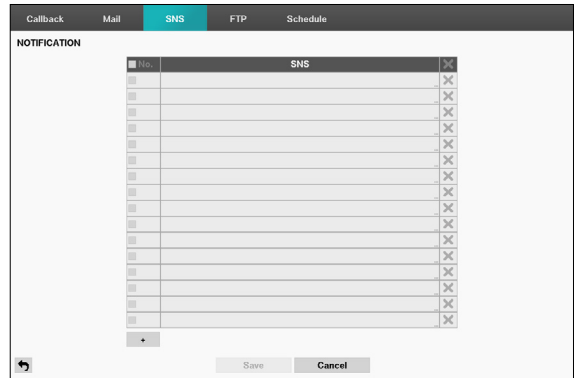 Callback Mail SNS FTP Schedule
NOTIFICATION
No. SNS
+
Save Cancel